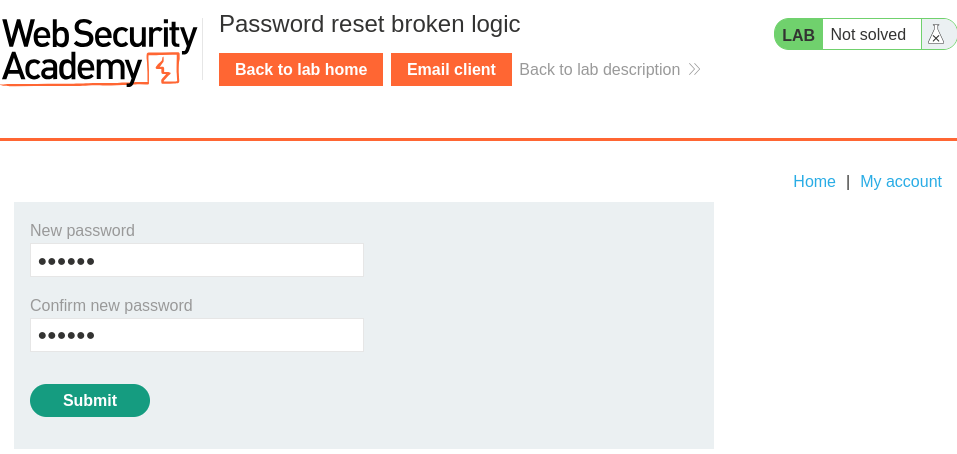 Web Security
Academy
Password reset broken logic
Back to lab home
Email client
Back to lab description
LAB
Not solved
Home | My account
New password
••••••
Confirm new password
••••••
Submit